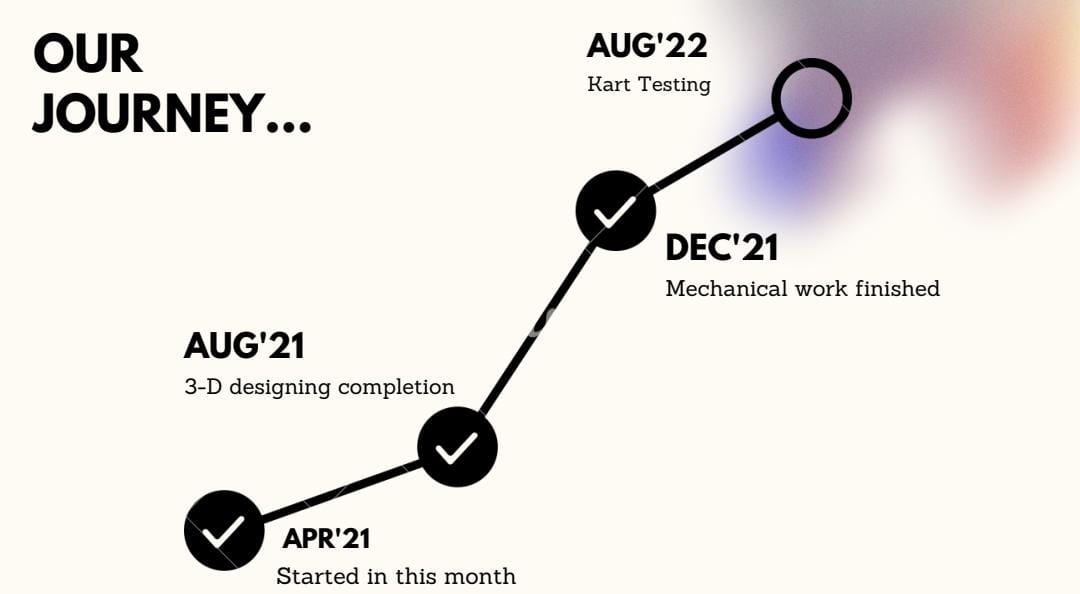 OUR
JOURNEY...
AUG'22
Kart Testing
DEC'21
Mechanical work finished
AUG'21
3-D designing completion
APR'21
Started in this month